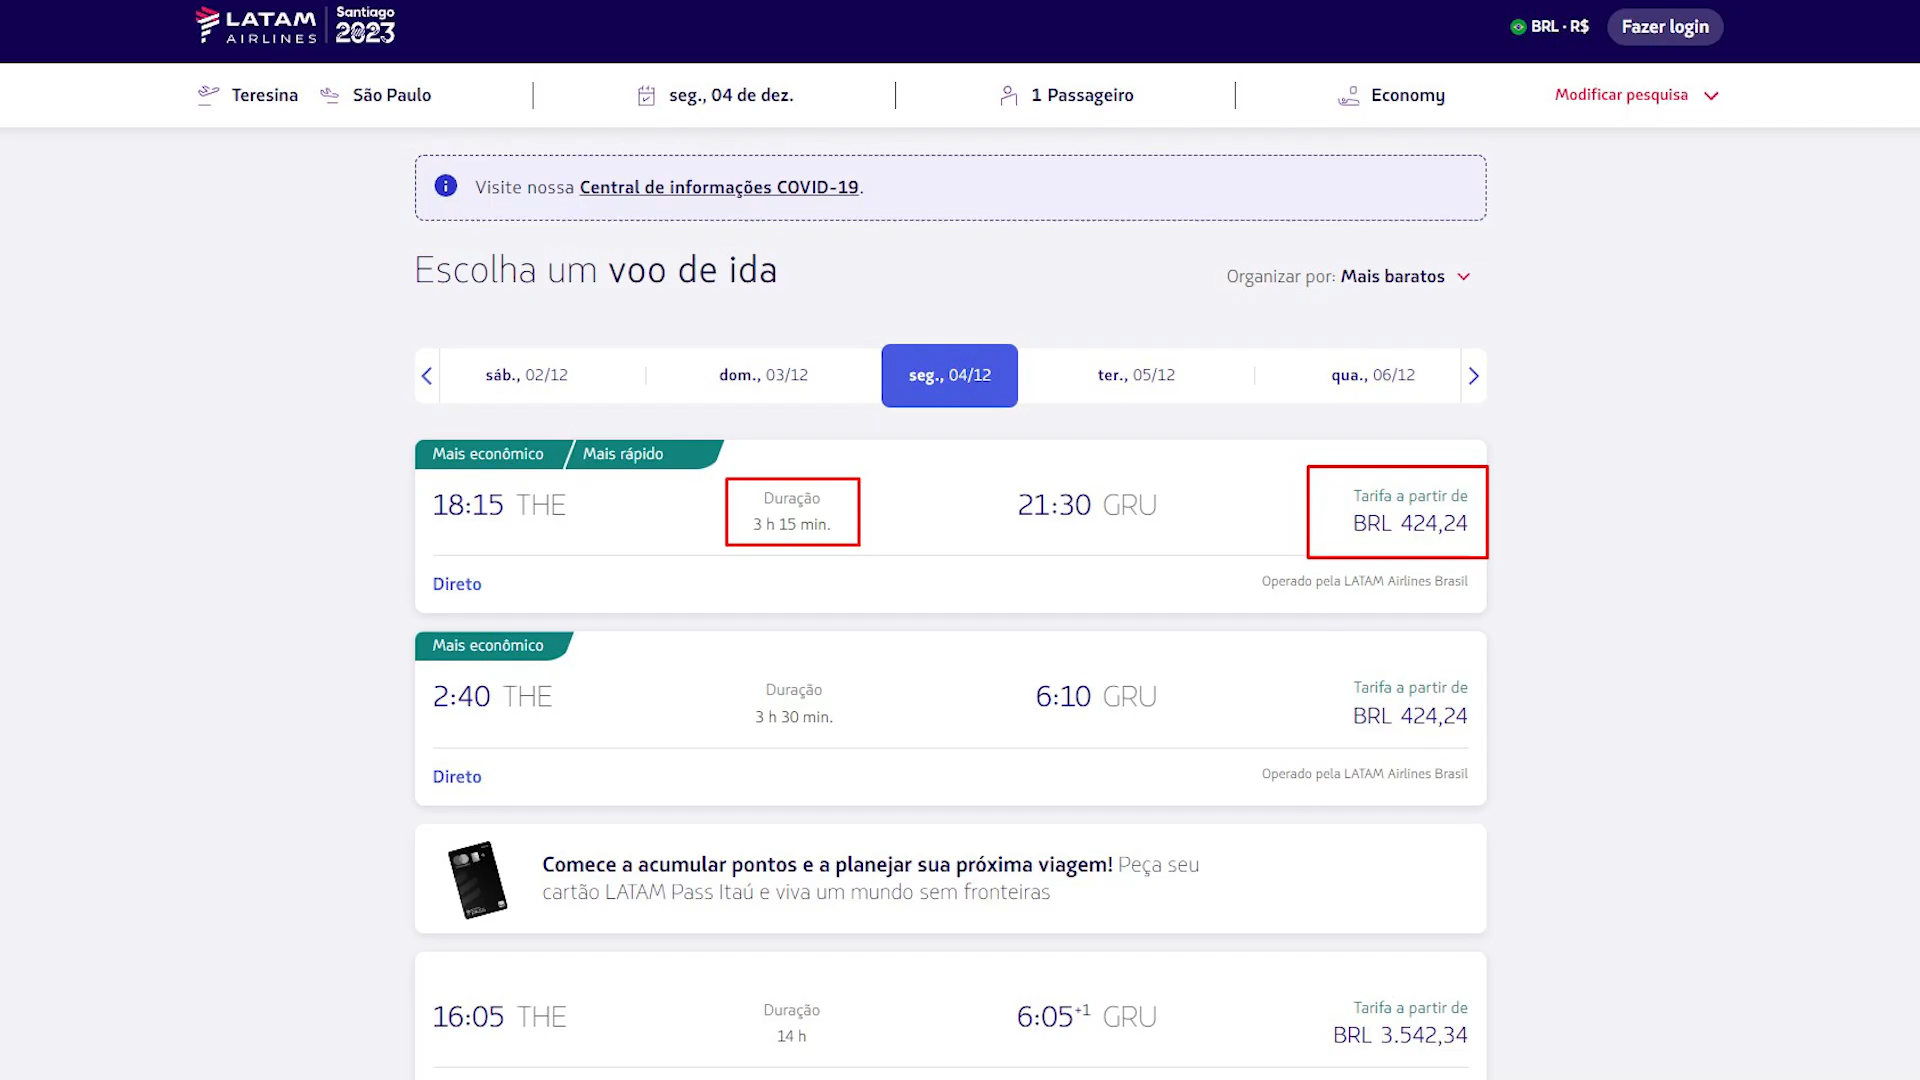 LATAM AIRLINES Santiago 2023
BRL · R$ Fazer login
Teresina São Paulo seg., 04 de dez. 1 Passageiro Economy Modificar pesquisa
Visite nossa Central de informações COVID-19.
Escolha um voo de ida
Organizar por: Mais baratos
sáb., 02/12 dom., 03/12 seg., 04/12 ter., 05/12 qua., 06/12
Mais econômico Mais rápido
18:15 THE
Duração
3 h 15 min.
21:30 GRU
Tarifa a partir de
BRL 424,24
Direto
Operado pela LATAM Airlines Brasil
Mais econômico
2:40 THE
Duração
3 h 30 min.
6:10 GRU
Tarifa a partir de
BRL 424,24
Direto
Operado pela LATAM Airlines Brasil
Comece a acumular pontos e a planejar sua próxima viagem! Peça seu
cartão LATAM Pass Itaú e viva um mundo sem fronteiras
16:05 THE
Duração
14 h
6:05+1 GRU
Tarifa a partir de
BRL 3.542,34